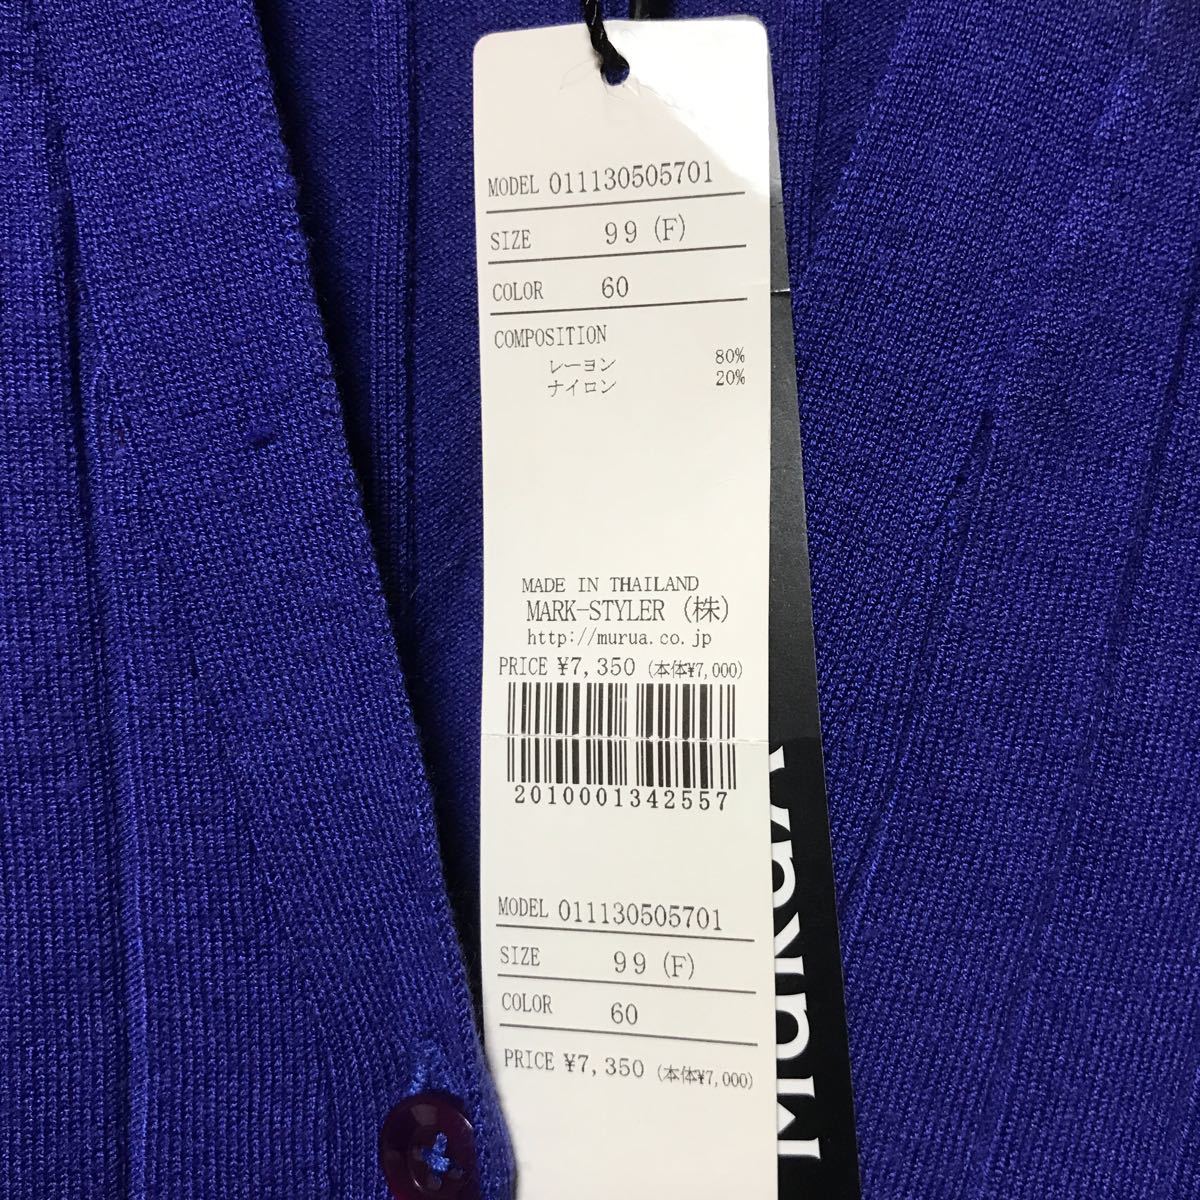 MODEL 011130505701
SIZE 99 (F)
COLOR 60
COMPOSITION
レーヨン 80%
ナイロン 20%
MADE IN THAILAND
MARK-STYLER (株)
http://murua.co.jp
PRICE ¥7,350 (本体¥7,000)
2010001342557
MODEL 011130505701
SIZE 99 (F)
COLOR 60
PRICE ¥7,350 (本体¥7,000)
MURUA